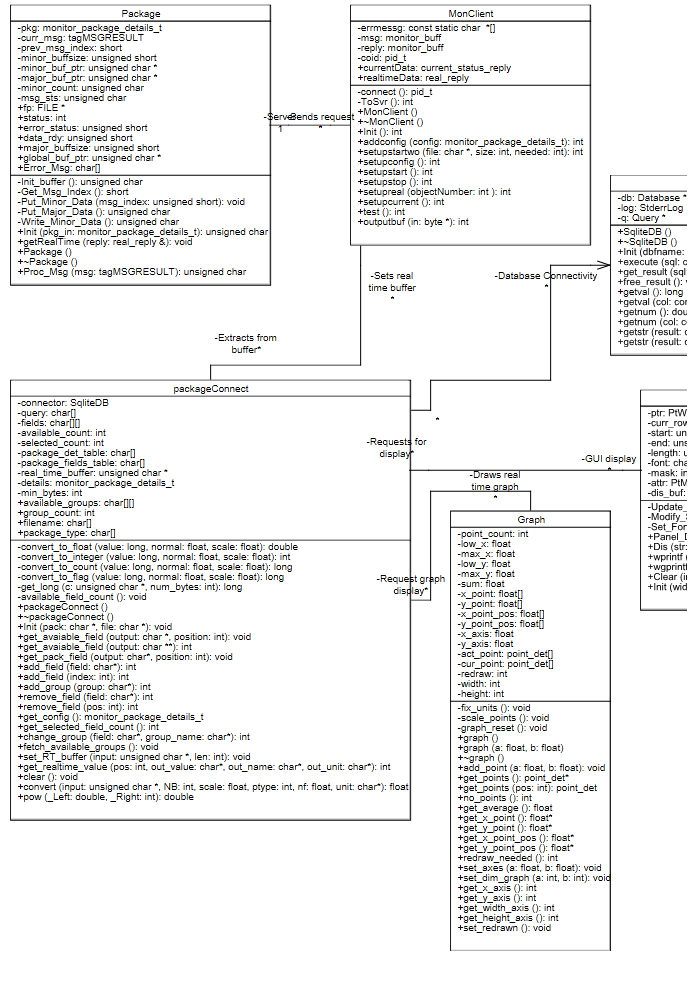 Package
-pkg: monitor_package_details_t
-curr_msg: tagMSGRESULT
-prev_msg_index: short
-minor_buffsize: unsigned short
-minor_buf_ptr: unsigned char *
-major_buf_ptr: unsigned char *
-minor_count: unsigned char
-msg_sts: unsigned char
+fp: FILE *
+status: int
+error_status: unsigned short
+data_rdy: unsigned short
+major_buffsize: unsigned short
+global_buf_ptr: unsigned char *
+Error_Msg: char[]
-Init_buffer (): unsigned char
-Get_Msg_Index (): short
-Put_Minor_Data (msg_index: unsigned short): void
-Put_Major_Data (): unsigned char
-Write_Minor_Data (): unsigned char
+Init (pkg_in: monitor_package_details_t): unsigned char
+getRealTime (reply: real_reply &): void
+Package ()
+~Package ()
+Proc_Msg (msg: tagMSGRESULT): unsigned char
-Sends request
1
*
MonClient
-errmessg: const static char *[]
-msg: monitor_buff
-reply: monitor_buff
-coid: pid_t
+currentData: current_status_reply
+realtimeData: real_reply
-connect (): pid_t
-ToSvr (): int
+MonClient ()
+~MonClient ()
+Init (): int
+addconfig (config: monitor_package_details_t): int
+setupstartwo (file: char *, size: int, needed: int): int
+setupconfig (): int
+setupstart (): int
+setupstop (): int
+setupreal (objectNumber: int ): int
+setupcurrent (): int
+test (): int
+outputbuf (in: byte *): int
-Sets real
time buffer
*
-Database Connectivity
*
-db: Database *
-log: StderrLog
-q: Query *
+SqliteDB ()
+~SqliteDB ()
+Init (dbfname:
+execute (sql:
+get_result (sql
+free_result ():
+getval (): long
+getval (col:
+getnum ():
+getnum (col:
+getstr (result:
+getstr (result:
-Extracts from
buffer*
packageConnect
-connector: SqliteDB
-query: char[]
-fields: char[][]
-available_count: int
-selected_count: int
-package_det_table: char[]
-package_fields_table: char[]
-real_time_buffer: unsigned char *
-details: monitor_package_details_t
-min_bytes: int
+available_groups: char[][]
+group_count: int
+filename: char[]
+package_type: char[]
-convert_to_float (value: long, normal: float, scale: float): double
-convert_to_integer (value: long, normal: float, scale: float): int
-convert_to_count (value: long, normal: float, scale: float): long
-convert_to_flag (value: long, normal: float, scale: float): long
-get_long (c: unsigned char *, num_bytes: int): long
-available_field_count (): void
+packageConnect ()
+~packageConnect ()
+Init (pack: char *, file: char *): void
+get_avaiable_field (output: char *, position: int): void
+get_avaiable_field (output: char **): int
+get_pack_field (output: char*, position: int): void
+add_field (field: char*): int
+add_field (index: int): int
+add_group (group: char*): int
+remove_field (field: char*): int
+remove_field (pos: int): int
+get_config (): monitor_package_details_t
+get_selected_field_count (): int
+change_group (field: char*, group_name: char*): int
+fetch_available_groups (): void
+set_RT_buffer (input: unsigned char *, len: int): void
+get_realtime_value (pos: int, out_value: char*, out_name: char*, out_unit: char*): int
+clear (): void
+convert (input: unsigned char *, NB: int, scale: float, ptype: int, nf: float, unit: char*): float
+pow (_Left: double, _Right: int): double
*
-Requests for
display*
-GUI display
*
-Draws real
time graph
*
-Request graph
display*
Graph
-point_count: int
-low_x: float
-max_x: float
-low_y: float
-max_y: float
-sum: float
-x_point: float[]
-y_point: float[]
-x_point_pos: float[]
-y_point_pos: float[]
-x_axis: float
-y_axis: float
-act_point: point_det[]
-cur_point: point_det[]
-redraw: int
-width: int
-height: int
-fix_units (): void
-scale_points (): void
-graph_reset (): void
+graph ()
+graph (a: float, b: float)
+~graph ()
+add_point (a: float, b: float): void
+get_points (): point_det*
+get_points (pos: int): point_det
+no_points (): int
+get_average (): float
+get_x_point (): float*
+get_y_point (): float*
+get_x_point_pos (): float*
+get_y_point_pos (): float*
+redraw_needed (): int
+set_axes (a: float, b: float): void
+set_dim_graph (a: int, b: int): void
+get_x_axis (): int
+get_y_axis (): int
+get_width_axis (): int
+get_height_axis (): int
+set_redrawn (): void
-ptr: PtW
-curr_row
-start: un
-end: uns
-length: u
-font: cha
-mask: in
-attr: PtM
-dis_buf:
-Update_
-Modify_S
-Set_For
+Panel_D
+Dis (str:
+wprintf
+wgprintf
+Clear (i
+Init (wid